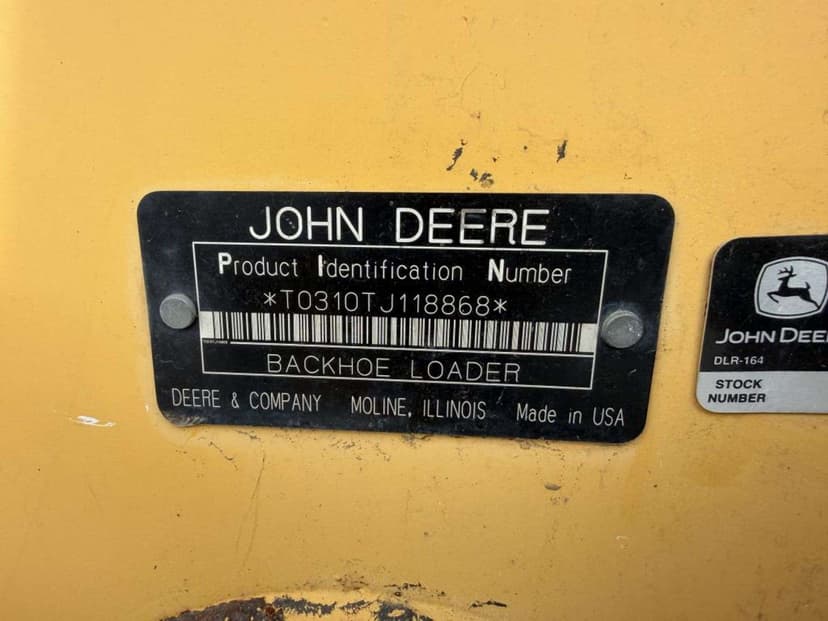 JOHN DEERE
Product Identification Number
*T0310TJ118868*
BACKHOE LOADER
DEERE & COMPANY MOLINE, ILLINOIS Made in USA
JOHN DEER
DLR-164
STOCK
NUMBER